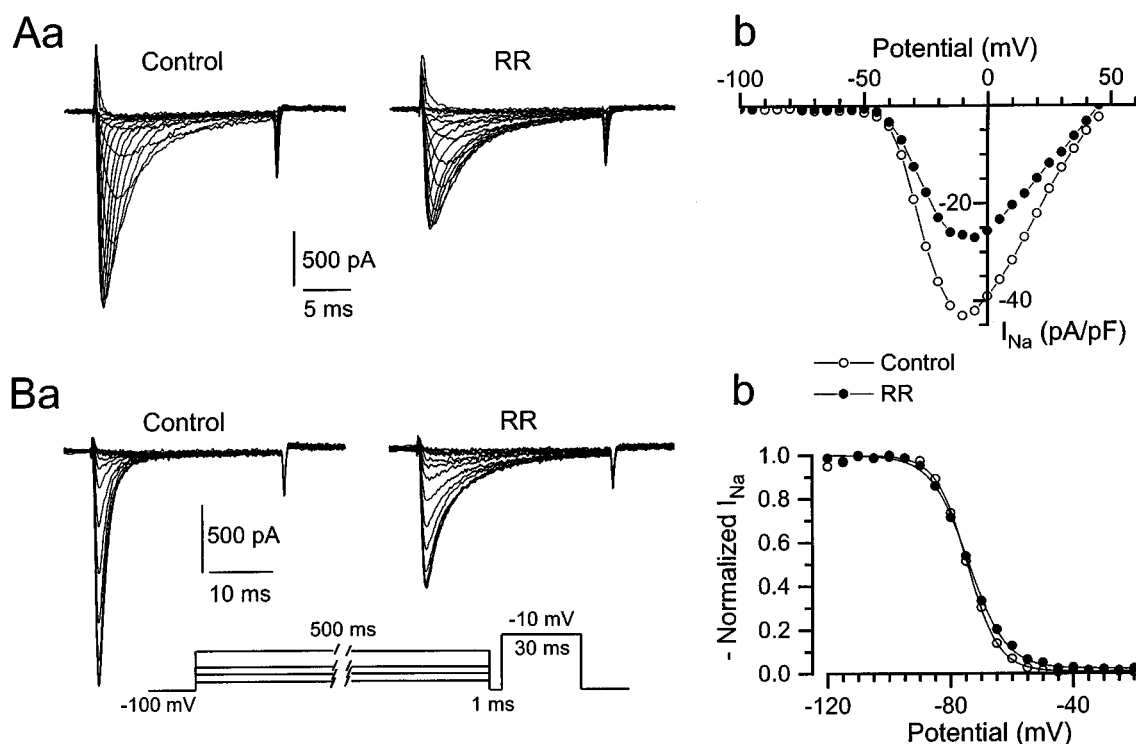 Aa
Control
RR
500 pA
5 ms
b
Potential (mV)
-100
-50
0
50
-20
-40
I_Na (pA/pF)
Control
RR
Ba
Control
RR
500 pA
10 ms
500 ms
-10 mV
30 ms
-100 mV
1 ms
b
- Normalized I_Na
1.0
0.8
0.6
0.4
0.2
0.0
-120
-80
-40
Potential (mV)